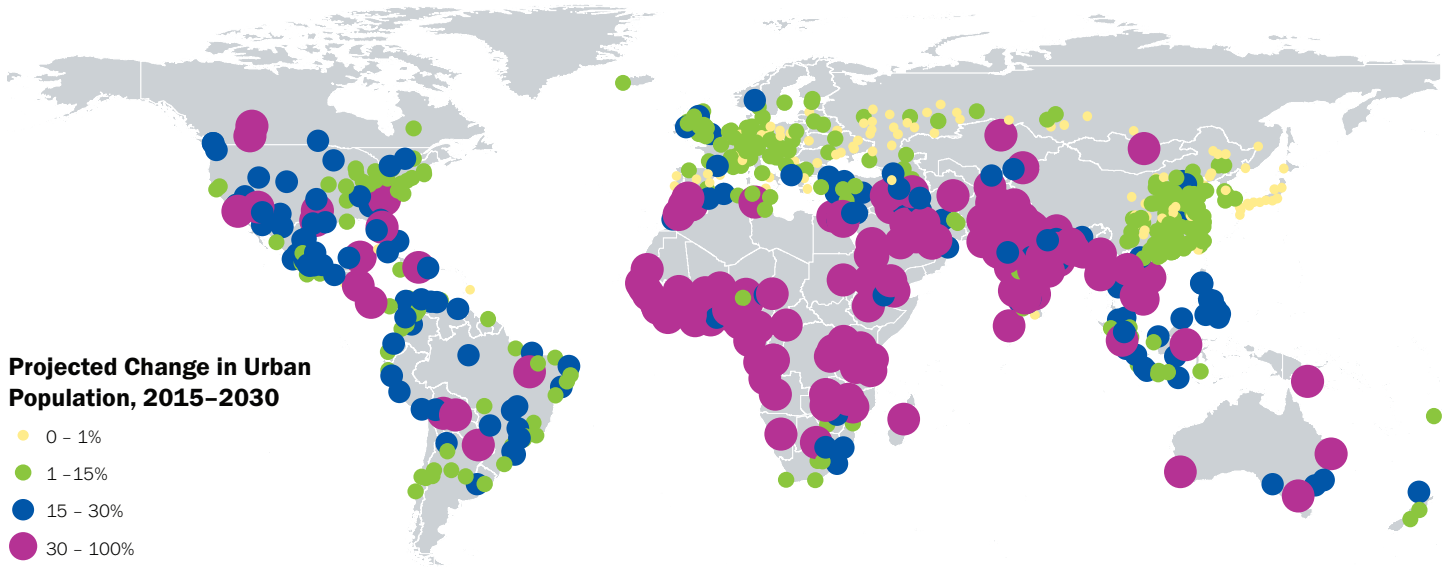 Projected Change in Urban
Population, 2015–2030
0 – 1%
1 –15%
15 – 30%
30 – 100%